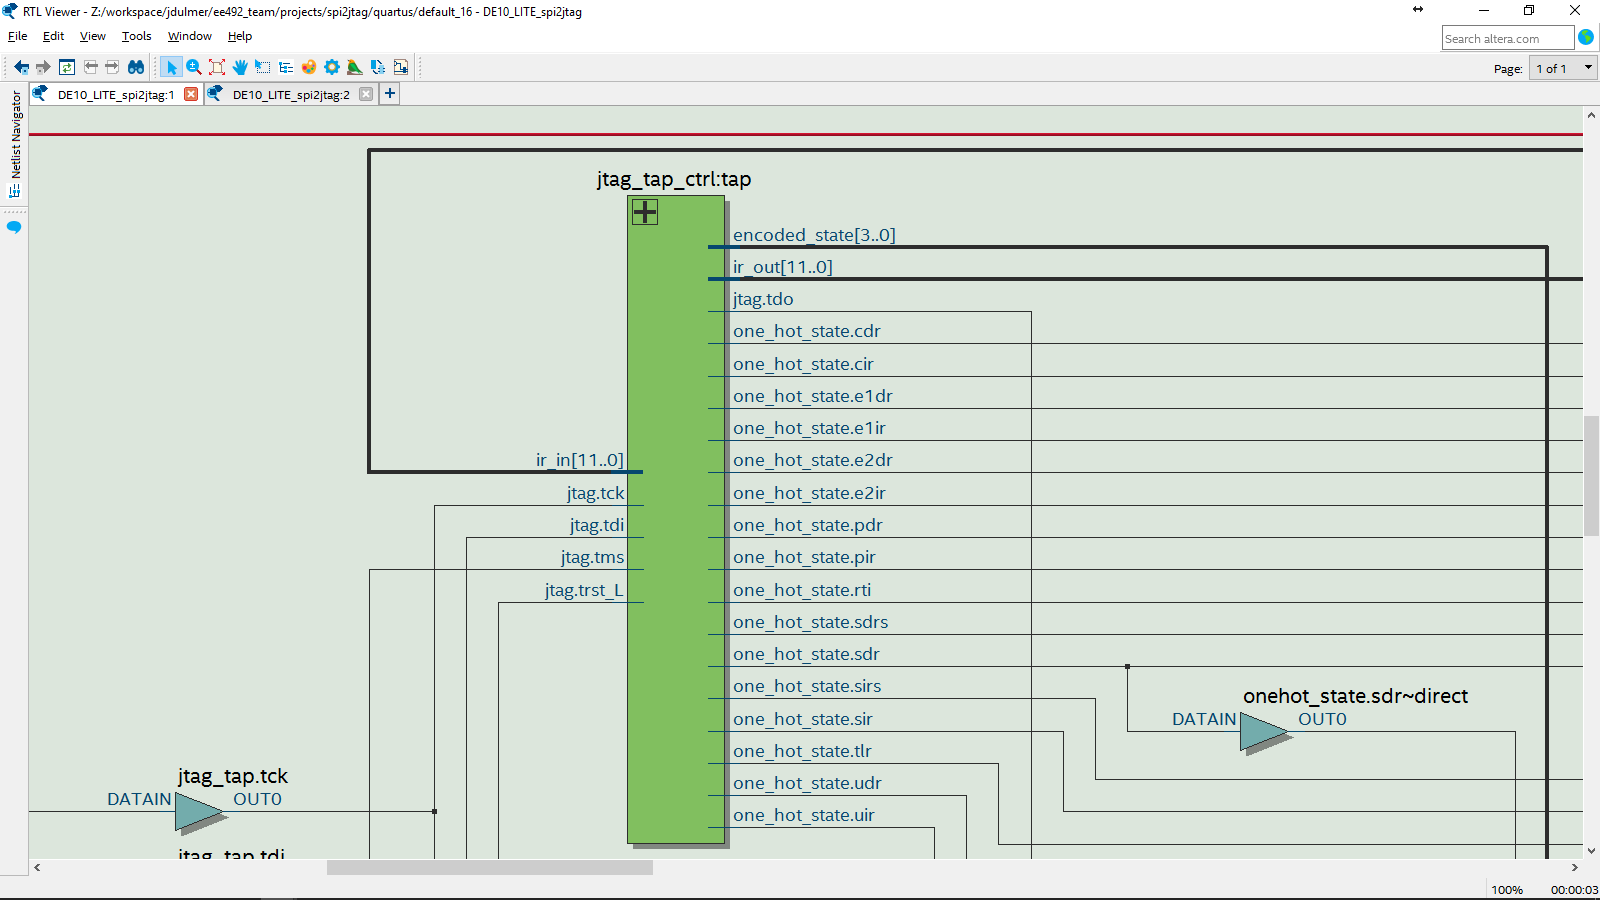 RTL Viewer - Z:/workspace/jdulmer/ee492_team/projects/spi2jtag/quartus/default_16 - DE10_LITE_spi2jtag
File Edit View Tools Window Help
Search altera.com
Page: 1 of 1
DE10_LITE_spi2jtag:1 DE10_LITE_spi2jtag:2
Netlist Navigator
jtag_tap_ctrl:tap
encoded_state[3..0]
ir_out[11..0]
jtag.tdo
one_hot_state.cdr
one_hot_state.cir
one_hot_state.e1dr
one_hot_state.e1ir
ir_in[11..0] one_hot_state.e2dr
jtag.tck one_hot_state.e2ir
jtag.tdi one_hot_state.pdr
jtag.tms one_hot_state.pir
jtag.trst_L one_hot_state.rti
one_hot_state.sdrs
one_hot_state.sdr
one_hot_state.sirs onehot_state.sdr~direct
one_hot_state.sir DATAIN OUT0
one_hot_state.tlr
jtag_tap.tck one_hot_state.udr
DATAIN OUT0 one_hot_state.uir
jtag_tap.tdi
100% 00:00:03